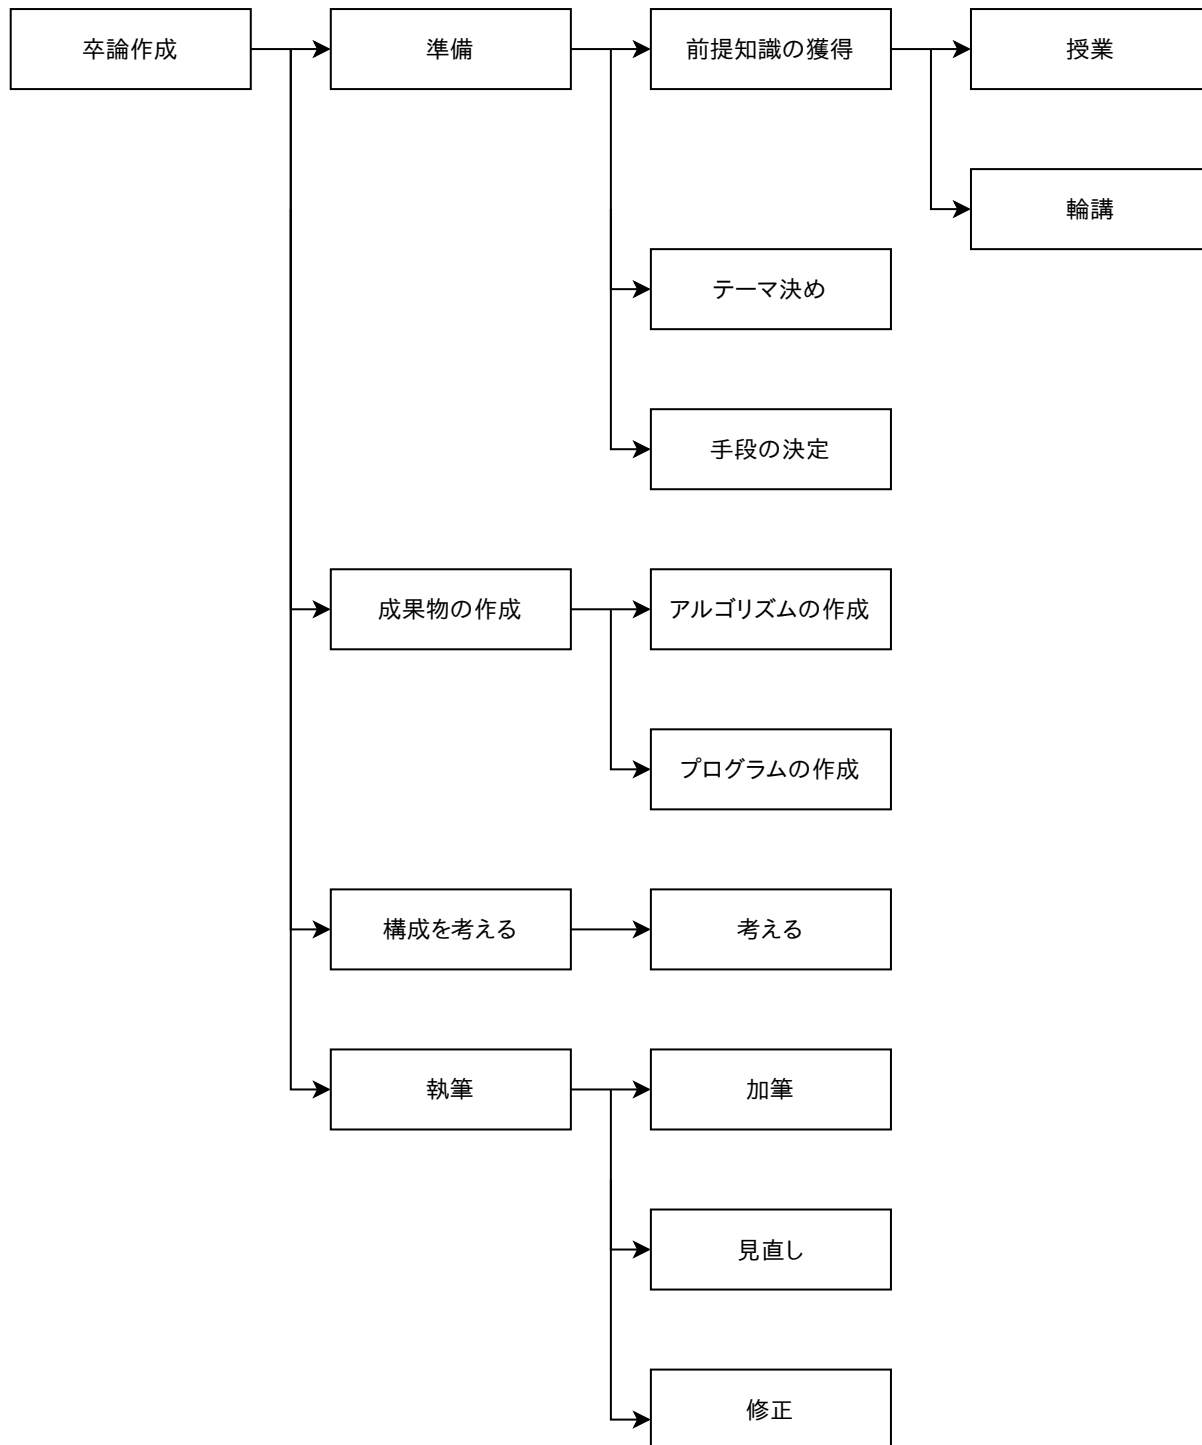 卒論作成
準備
前提知識の獲得
授業
輪講
テーマ決め
手段の決定
成果物の作成
アルゴリズムの作成
プログラムの作成
構成を考える
考える
執筆
加筆
見直し
修正